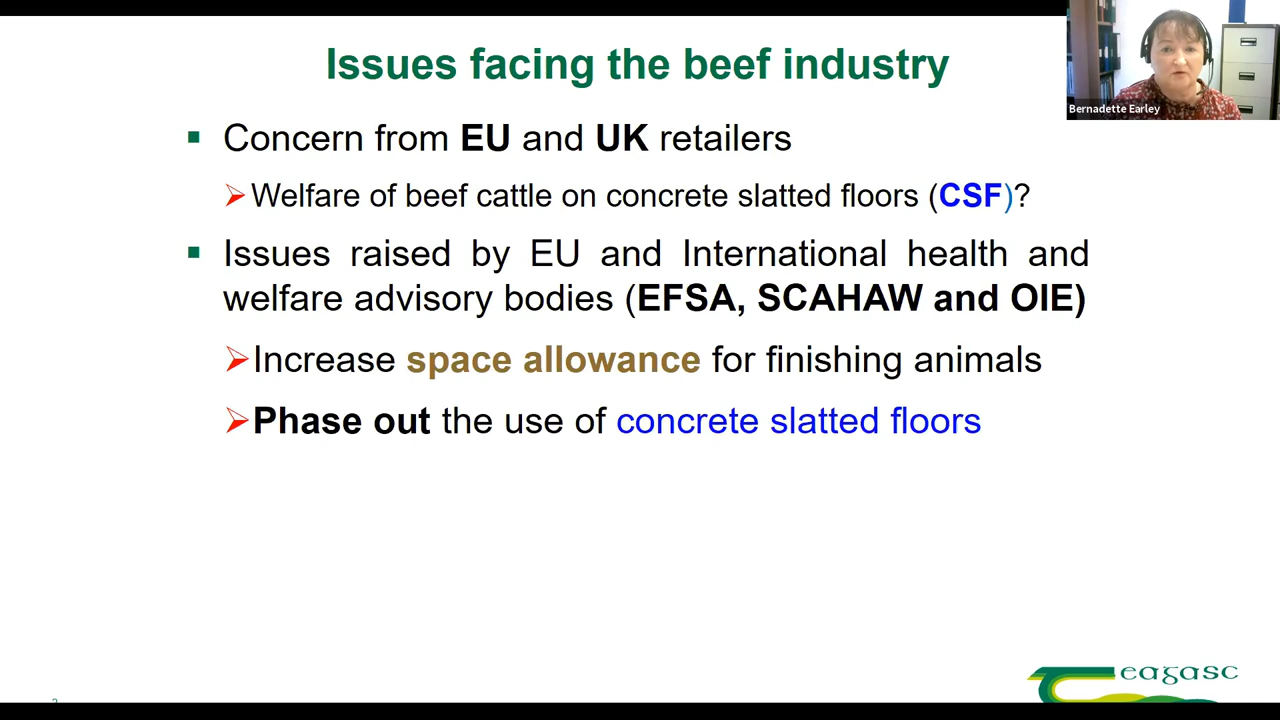 Issues facing the beef industry
Bernadette Earley
▪ Concern from EU and UK retailers
➢ Welfare of beef cattle on concrete slatted floors (CSF)?
▪ Issues raised by EU and International health and
welfare advisory bodies (EFSA, SCAHAW and OIE)
➢ Increase space allowance for finishing animals
➢ Phase out the use of concrete slatted floors
teagasc